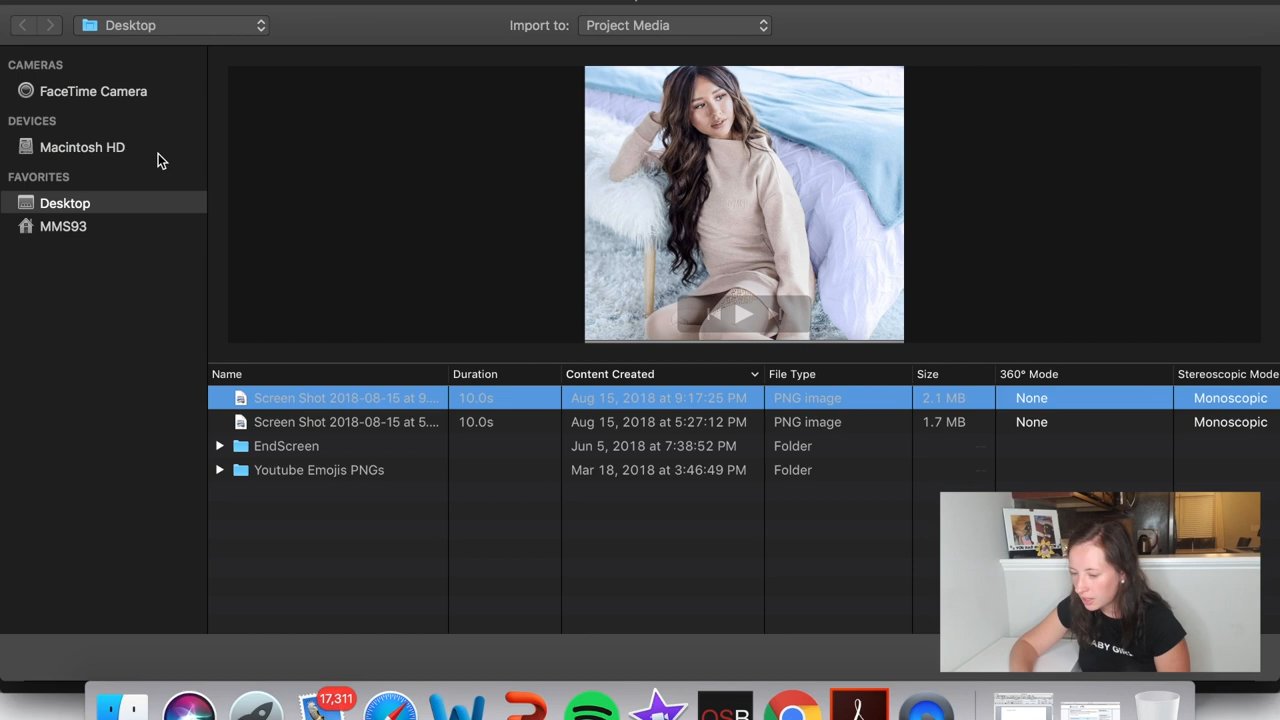 Desktop
Import to:
Project Media
CAMERAS
FaceTime Camera
DEVICES
Macintosh HD
FAVORITES
Desktop
MMS93
Name Duration Content Created File Type Size 360° Mode Stereoscopic Mode
Screen Shot 2018-08-15 at 9.... 10.0s Aug 15, 2018 at 9:17:25 PM PNG image 2.1 MB None Monoscopic
Screen Shot 2018-08-15 at 5.... 10.0s Aug 15, 2018 at 5:27:12 PM PNG image 1.7 MB None Monoscopic
EndScreen Jun 5, 2018 at 7:38:52 PM Folder --
Youtube Emojis PNGs Mar 18, 2018 at 3:46:49 PM Folder --
BABY GIRL
17,311
OSB